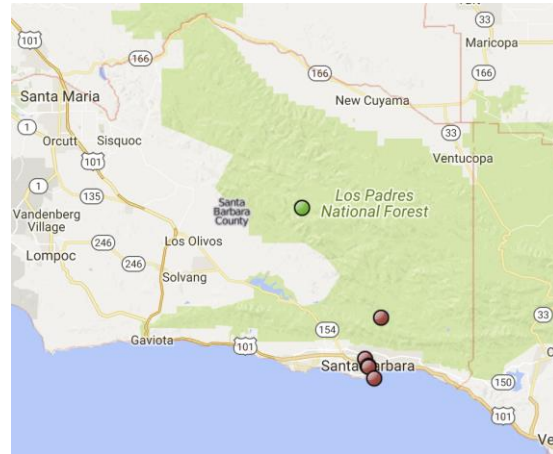 33
101
166
Maricopa
Santa Maria
166
166
New Cuyama
1
Orcutt
Sisquoc
33
101
Ventucopa
1
135
Los Padres
National Forest
Santa
Barbara
County
Vandenberg
Village
246
Los Olivos
Lompoc
246
Solvang
154
33
Gaviota
101
Santa Barbara
150
101
Ve